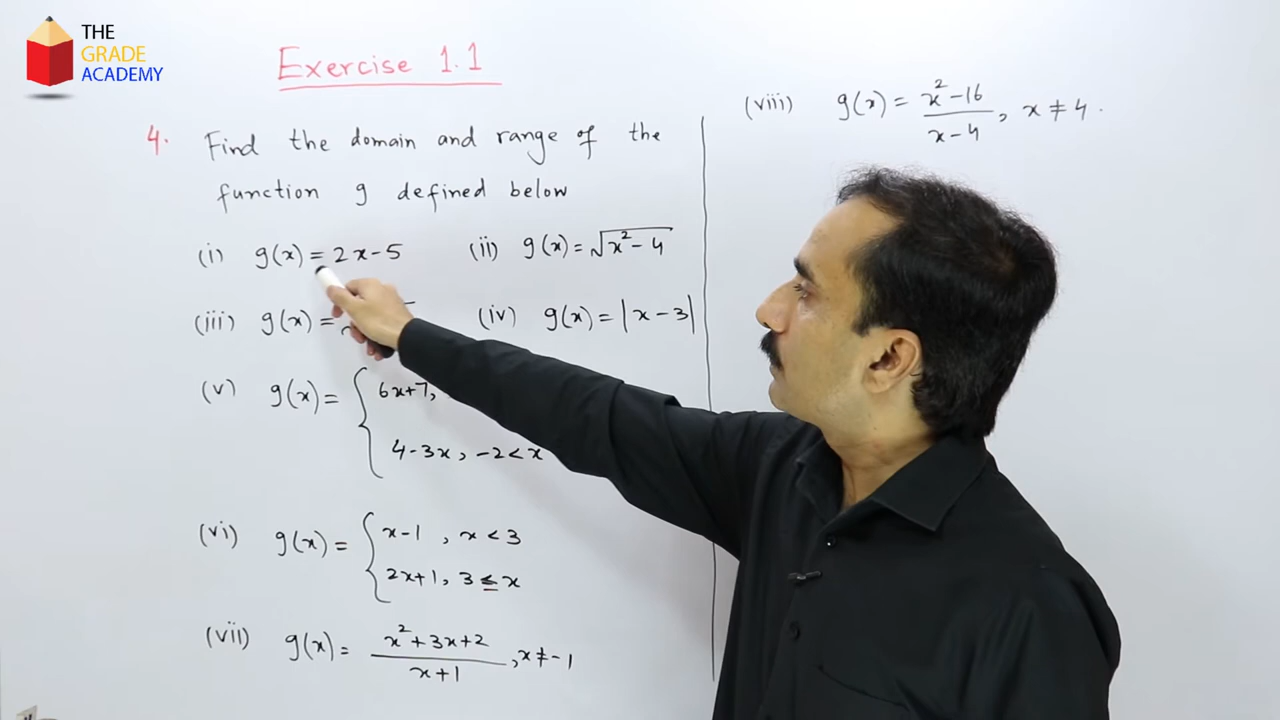 THE
GRADE
ACADEMY
Exercise 1.1
4. Find the domain and range of the
function g defined below
(i) g(x) = 2x-5 (ii) g(x) = √x²-4
(iii) g(x) = (iv) g(x) = |x-3|
(v) g(x) = { 6x+7,
4-3x, -2<x
(vi) g(x) = { x-1 , x<3
2x+1, 3≤x
(vii) g(x) = x²+3x+2 / x+1 , x≠-1
(viii) g(x) = x²-16 / x-4 , x≠4.